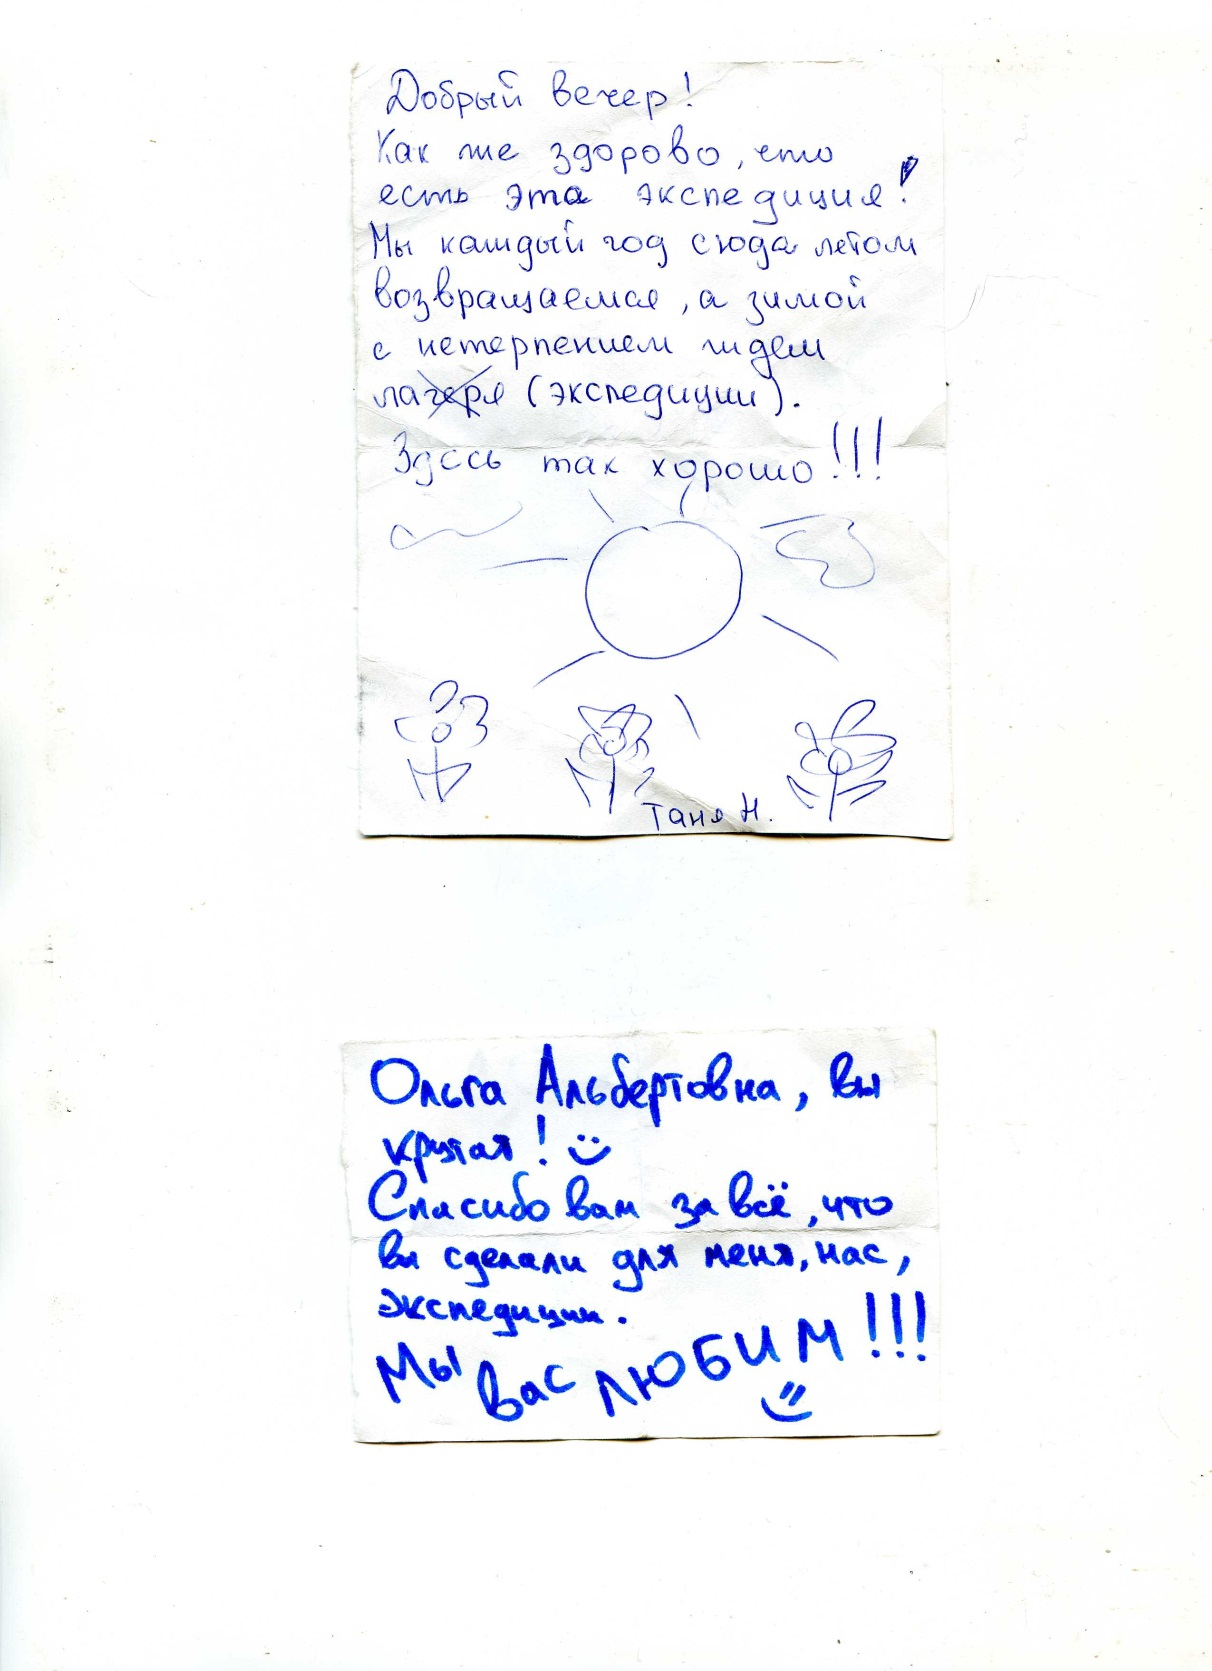 Добрый вечер!
Как же здорово, что
есть эта экспедиция!
Мы каждый год сюда летом
возвращаемся, а зимой
с нетерпением ждем
лагеря (экспедиции).
Здесь так хорошо!!!
Таня Н.
Ольга Альбертовна, вы
крутая! :)
Спасибо вам за всё, что
вы сделали для меня, нас,
экспедиции.
Мы вас ЛЮБИМ!!!